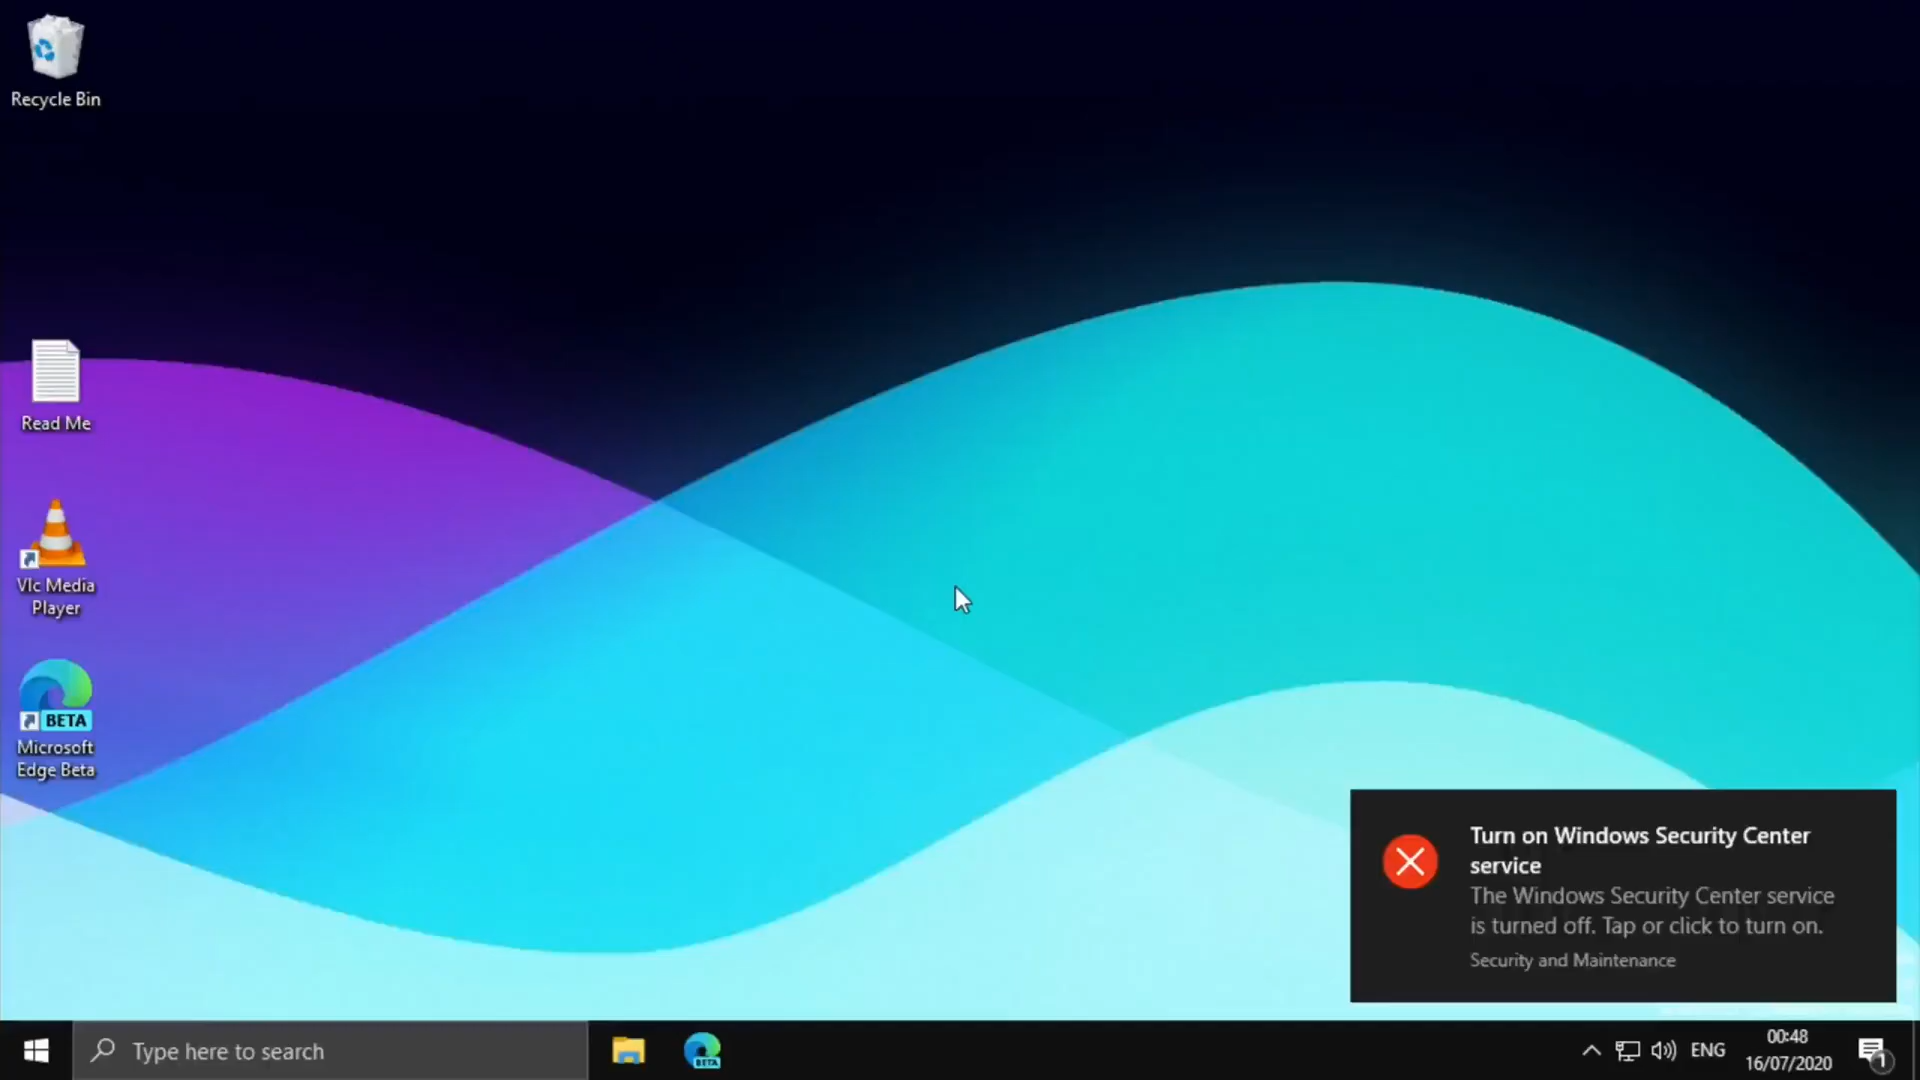 Recycle Bin
Read Me
Vlc Media
Player
BETA
Microsoft
Edge Beta
Turn on Windows Security Center
service
The Windows Security Center service
is turned off. Tap or click to turn on.
Security and Maintenance
Type here to search
BETA
ENG
00:48
16/07/2020
1